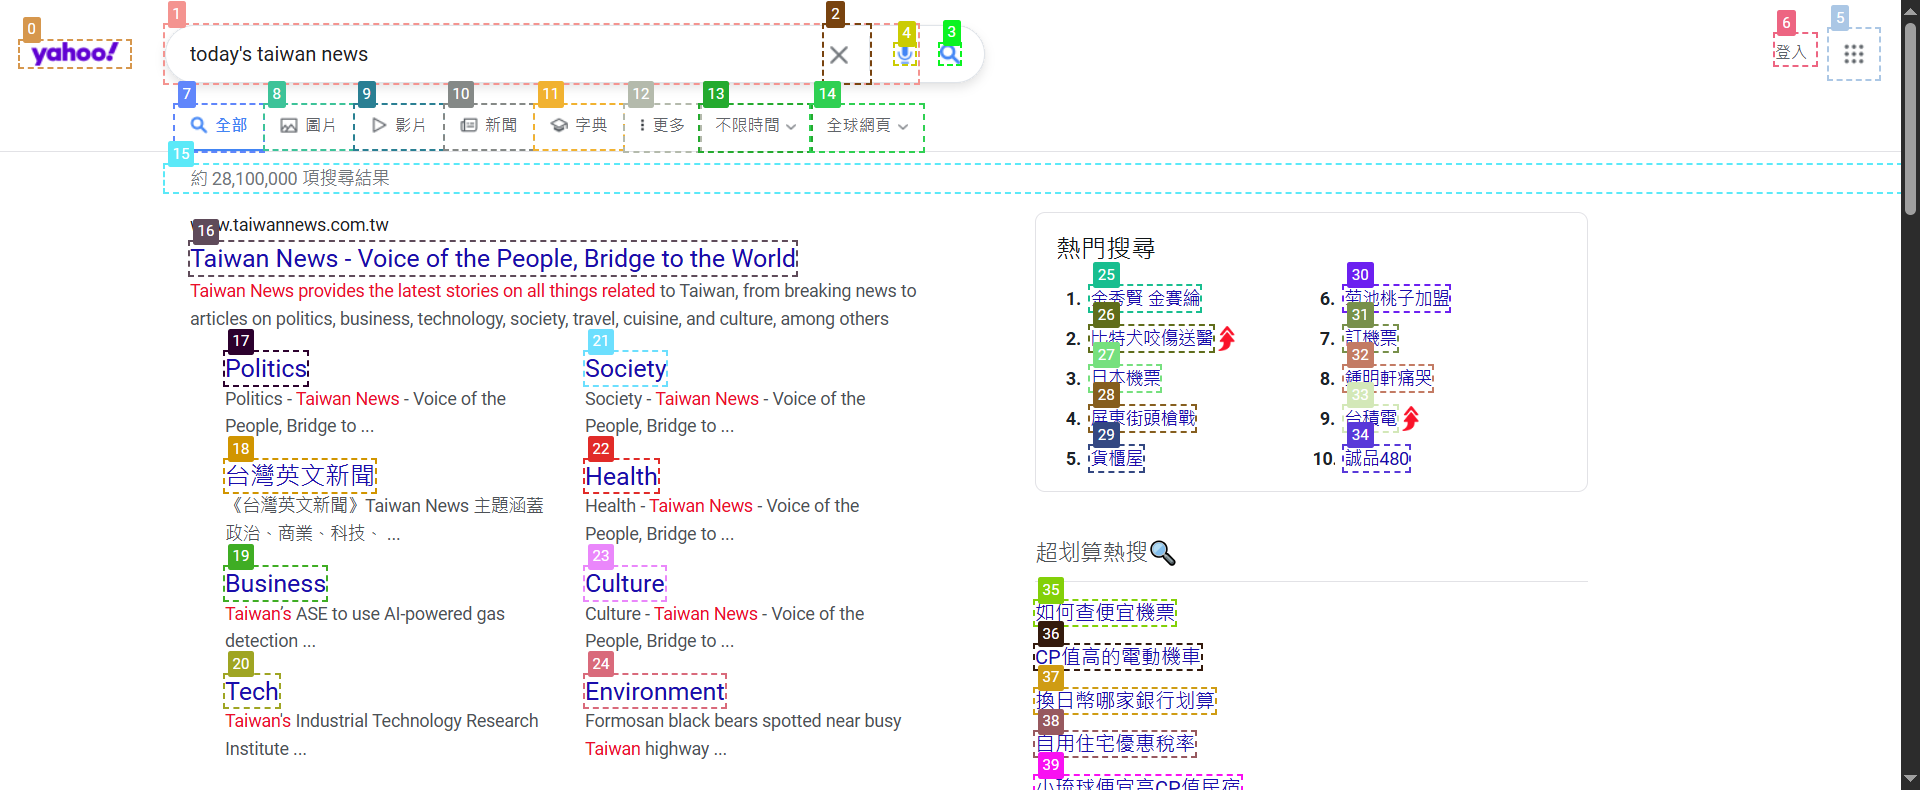 yahoo!
today's taiwan news
登入
全部
圖片
影片
新聞
字典
更多
不限時間
全球網頁
約 28,100,000 項搜尋結果
.taiwannews.com.tw
Taiwan News - Voice of the People, Bridge to the World
Taiwan News provides the latest stories on all things related to Taiwan, from breaking news to
articles on politics, business, technology, society, travel, cuisine, and culture, among others
Politics
Politics - Taiwan News - Voice of the
People, Bridge to ...
台灣英文新聞
《台灣英文新聞》Taiwan News 主題涵蓋
政治、商業、科技、 ...
Business
Taiwan's ASE to use AI-powered gas
detection ...
Tech
Taiwan's Industrial Technology Research
Institute ...
Society
Society - Taiwan News - Voice of the
People, Bridge to ...
Health
Health - Taiwan News - Voice of the
People, Bridge to ...
Culture
Culture - Taiwan News - Voice of the
People, Bridge to ...
Environment
Formosan black bears spotted near busy
Taiwan highway ...
熱門搜尋
1. 金秀賢 金賽綸
2. 比特犬咬傷送醫
3. 日本機票
4. 屏東街頭槍戰
5. 貨櫃屋
6. 菊池桃子加盟
7. 訂機票
8. 鍾明軒痛哭
9. 台積電
10. 誠品480
超划算熱搜
如何查便宜機票
CP值高的電動機車
換日幣哪家銀行划算
自用住宅優惠稅率
小琉球便宜高CP值民宿
0
1
2
3
4
5
6
7
8
9
10
11
12
13
14
15
16
17
18
19
20
21
22
23
24
25
26
27
28
29
30
31
32
33
34
35
36
37
38
39